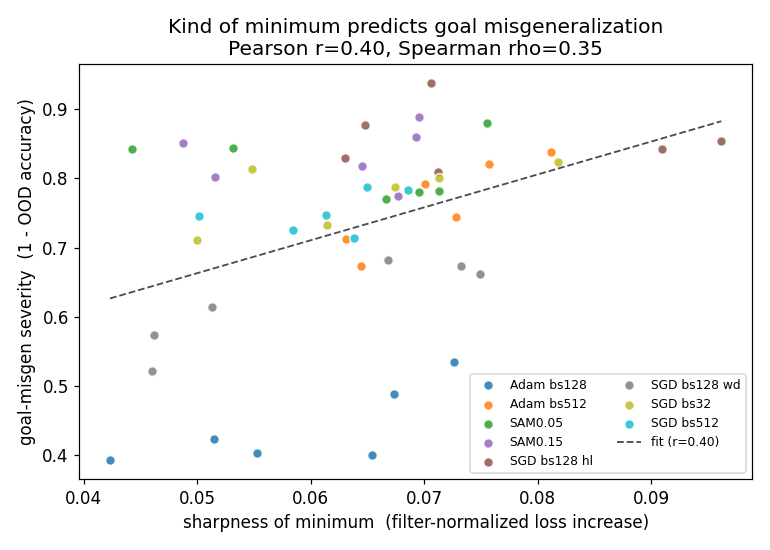 Kind of minimum predicts goal misgeneralization
Pearson r=0.40, Spearman rho=0.35
goal-misgen severity (1 - OOD accuracy)
0.9
0.8
0.7
0.6
0.5
0.4
0.04
0.05
0.06
0.07
0.08
0.09
sharpness of minimum (filter-normalized loss increase)
Adam bs128
Adam bs512
SAM0.05
SAM0.15
SGD bs128 hl
SGD bs128 wd
SGD bs32
SGD bs512
fit (r=0.40)